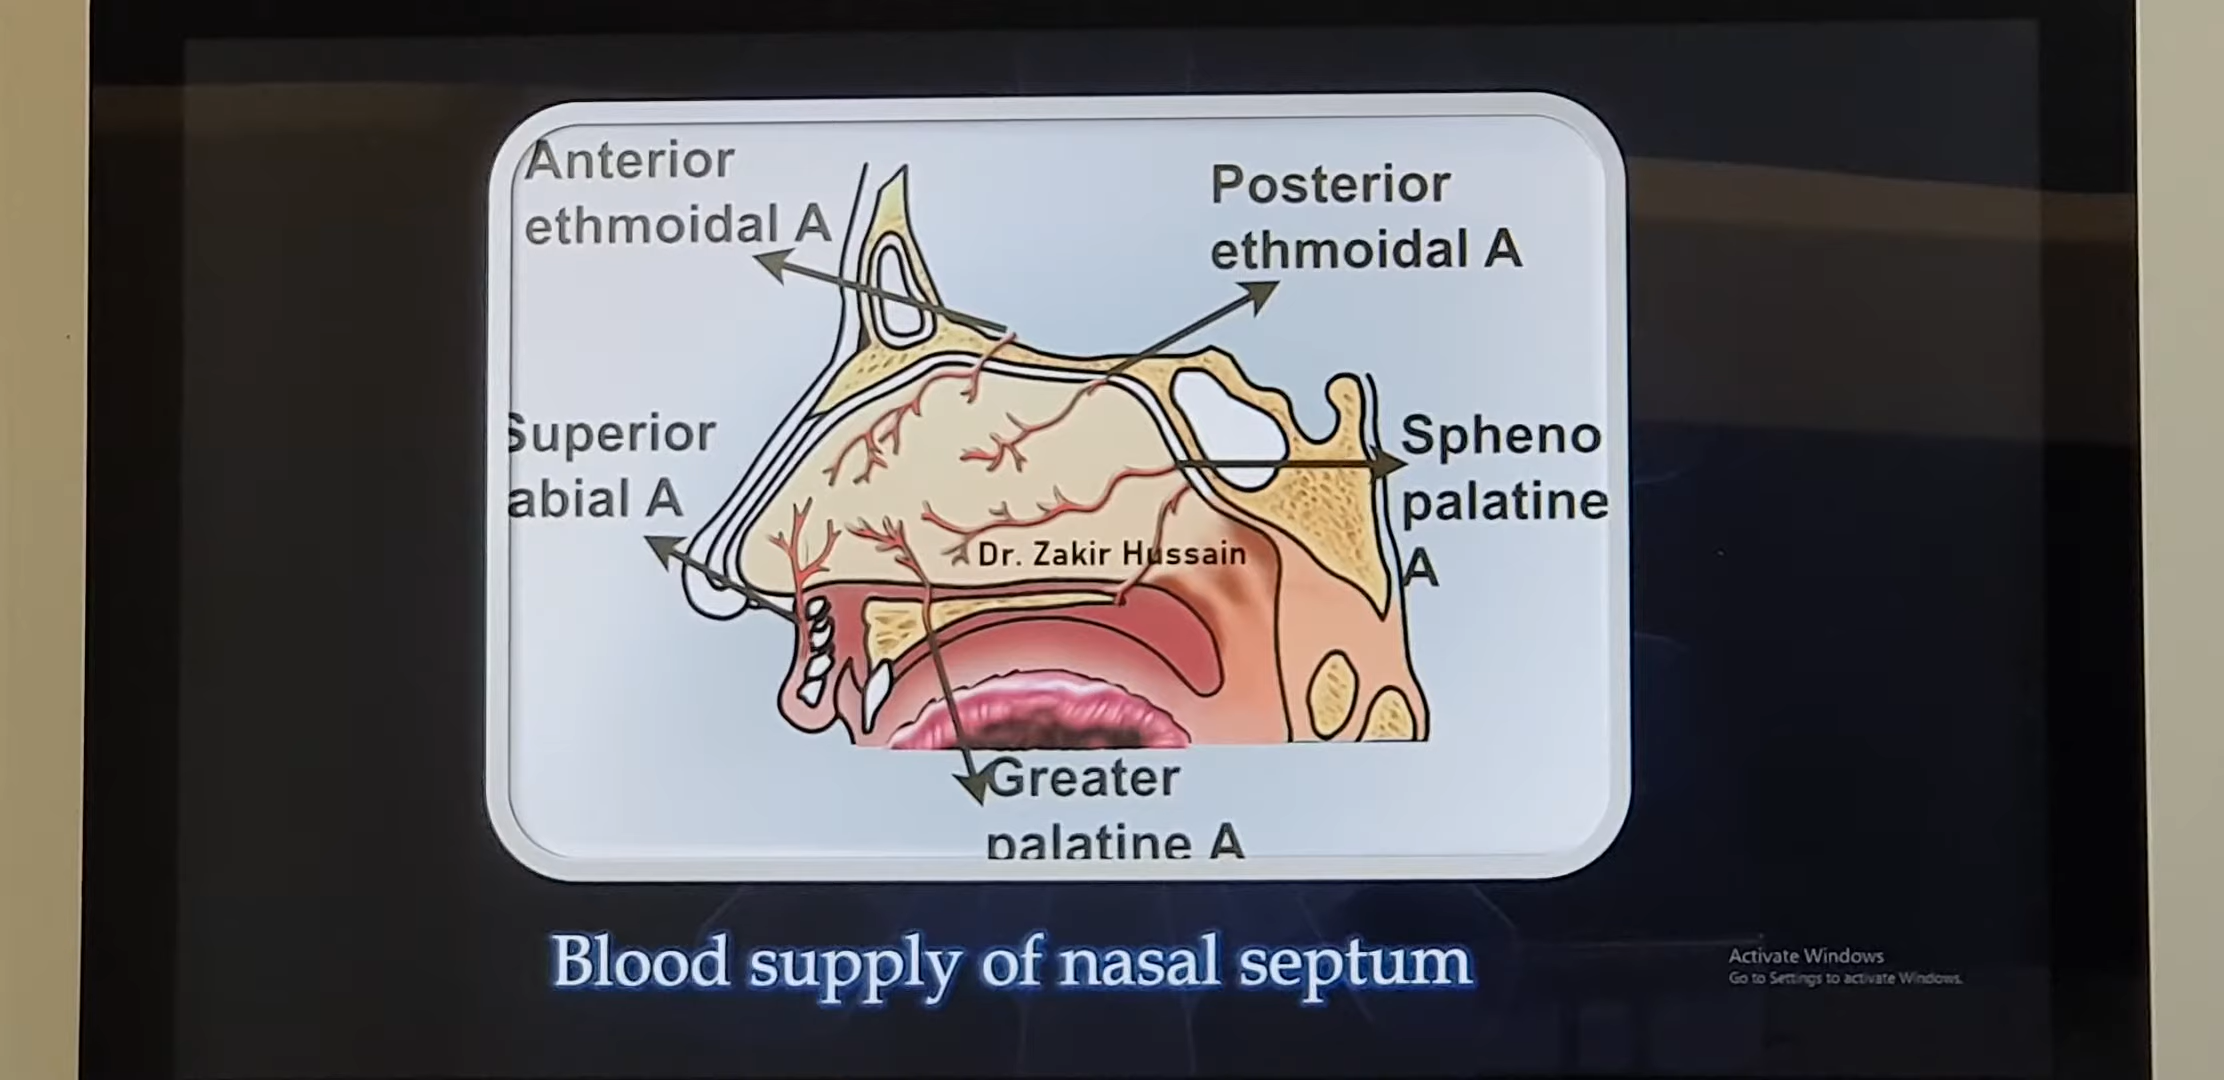 Anterior
ethmoidal A
Posterior
ethmoidal A
Superior
abial A
Spheno
palatine
A
Dr. Zakir Hussain
Greater
palatine A
Blood supply of nasal septum
Activate Windows
Go to Settings to activate Windows.